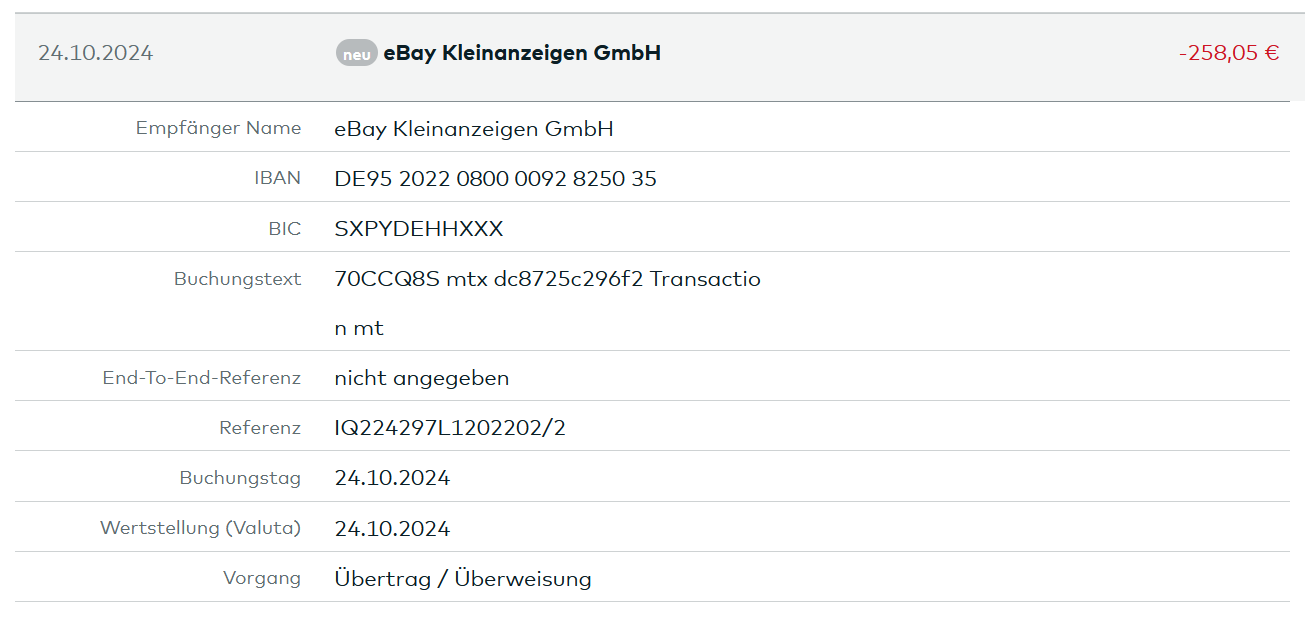 24.10.2024 neu eBay Kleinanzeigen GmbH -258,05 €
Empfänger Name eBay Kleinanzeigen GmbH
IBAN DE95 2022 0800 0092 8250 35
BIC SXPYDEHHXXX
Buchungstext 70CCQ8S mtx dc8725c296f2 Transactio
n mt
End-To-End-Referenz nicht angegeben
Referenz IQ224297L1202202/2
Buchungstag 24.10.2024
Wertstellung (Valuta) 24.10.2024
Vorgang Übertrag / Überweisung